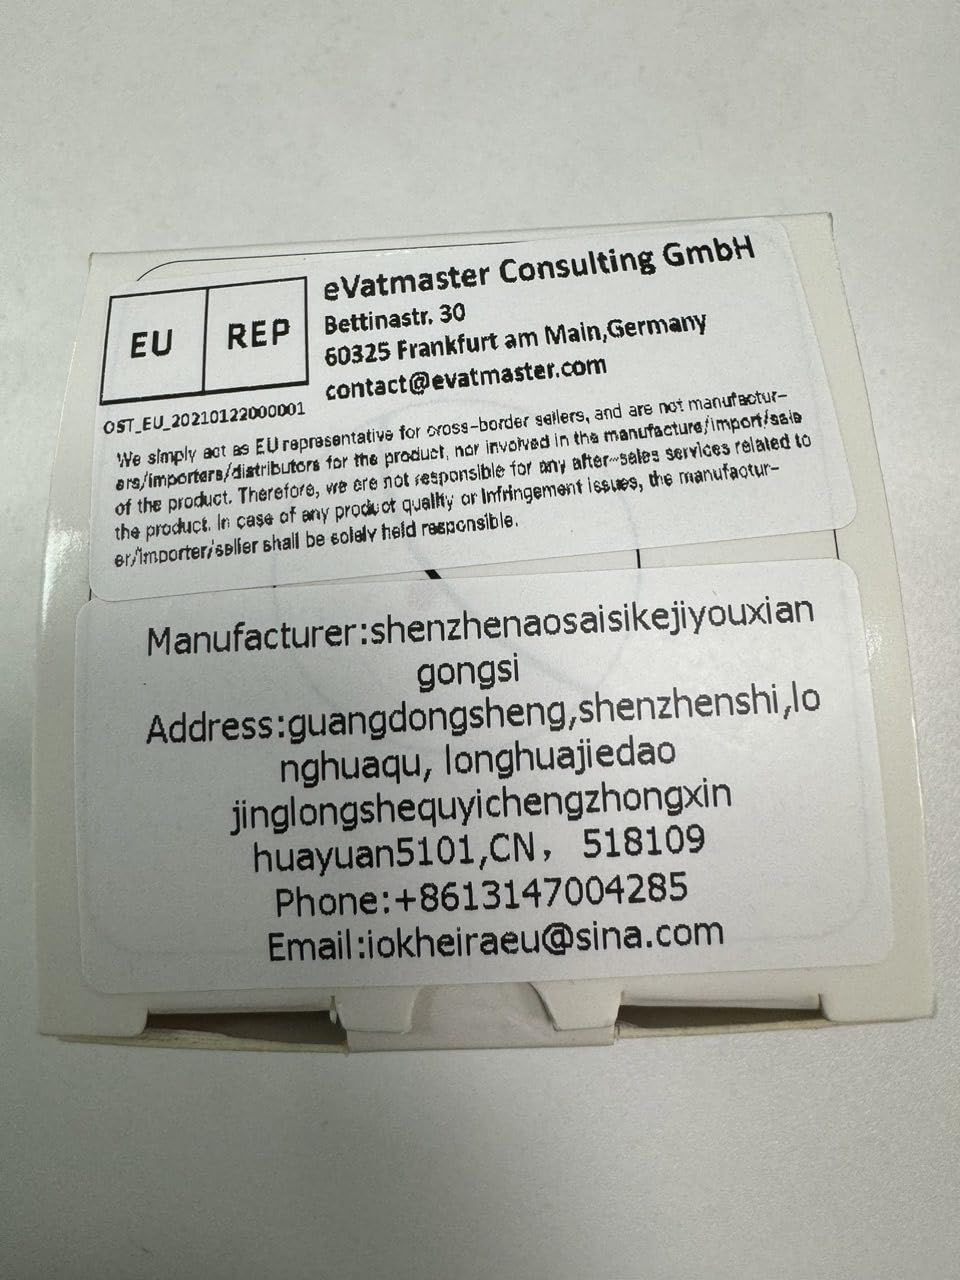 EU REP
eVatmaster Consulting GmbH
Bettinastr. 30
60325 Frankfurt am Main,Germany
contact@evatmaster.com
OST_EU_20210122000001
We simply act as EU representative for cross-border sellers, and are not manufactur-
ers/importers/distributors for the product, nor involved in the manufacture/import/sale
of the product. Therefore, we are not responsible for any after-sales services related to
the product. In case of any product quality or infringement issues, the manufactur-
er/importer/seller shall be solely held responsible.
Manufacturer:shenzhenaosaisikejiyouxian
gongsi
Address:guangdongsheng,shenzhenshi,lo
nghuaqu, longhuajiedao
jinglongshequyichengzhongxin
huayuan5101,CN， 518109
Phone:+8613147004285
Email:iokheiraeu@sina.com